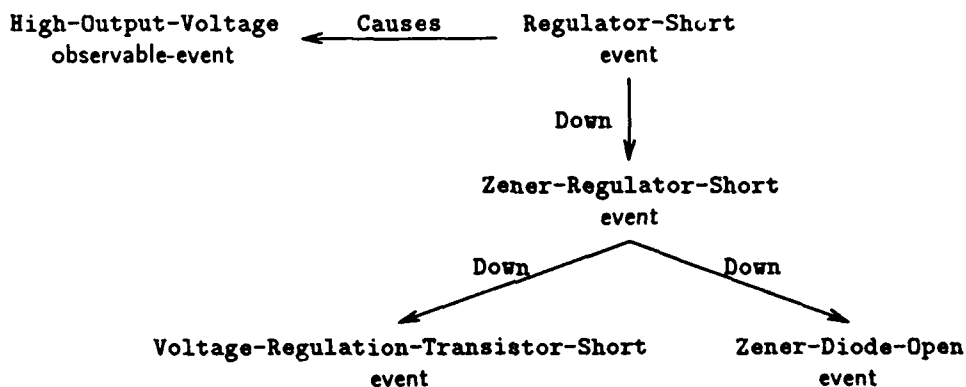 High-Output-Voltage Causes Regulator-Short
observable-event event
Down
Zener-Regulator-Short
event
Down Down
Voltage-Regulation-Transistor-Short Zener-Diode-Open
event event